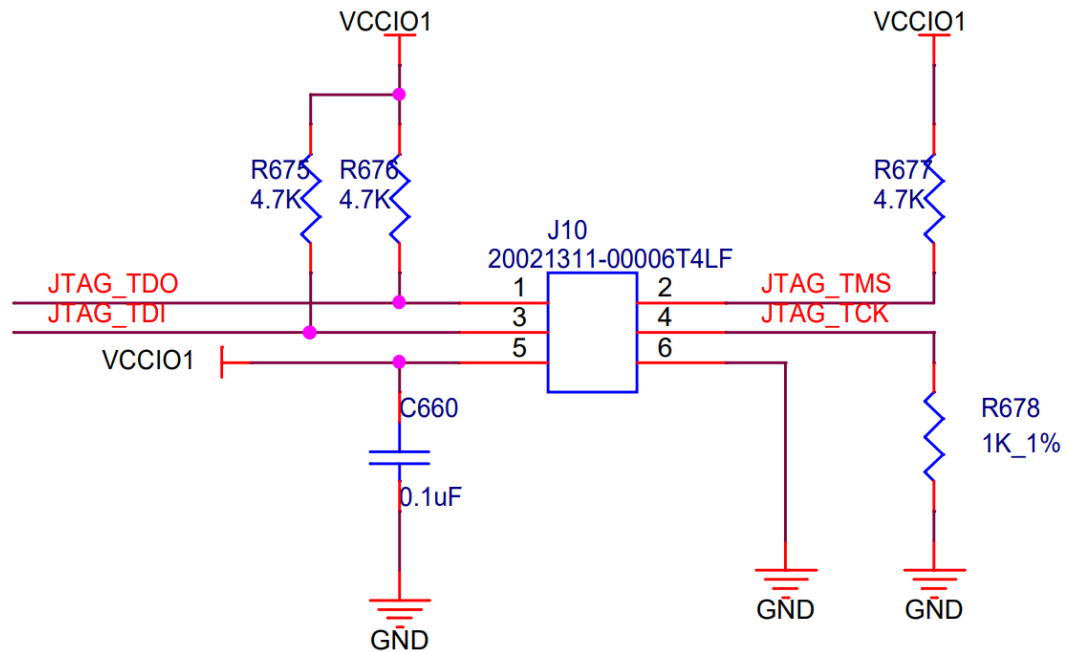 VCCIO1
VCCIO1
R675
4.7K
R676
4.7K
R677
4.7K
J10
20021311-00006T4LF
JTAG_TDO
1
2
JTAG_TMS
JTAG_TDI
3
4
JTAG_TCK
VCCIO1
5
6
C660
0.1uF
R678
1K_1%
GND
GND
GND